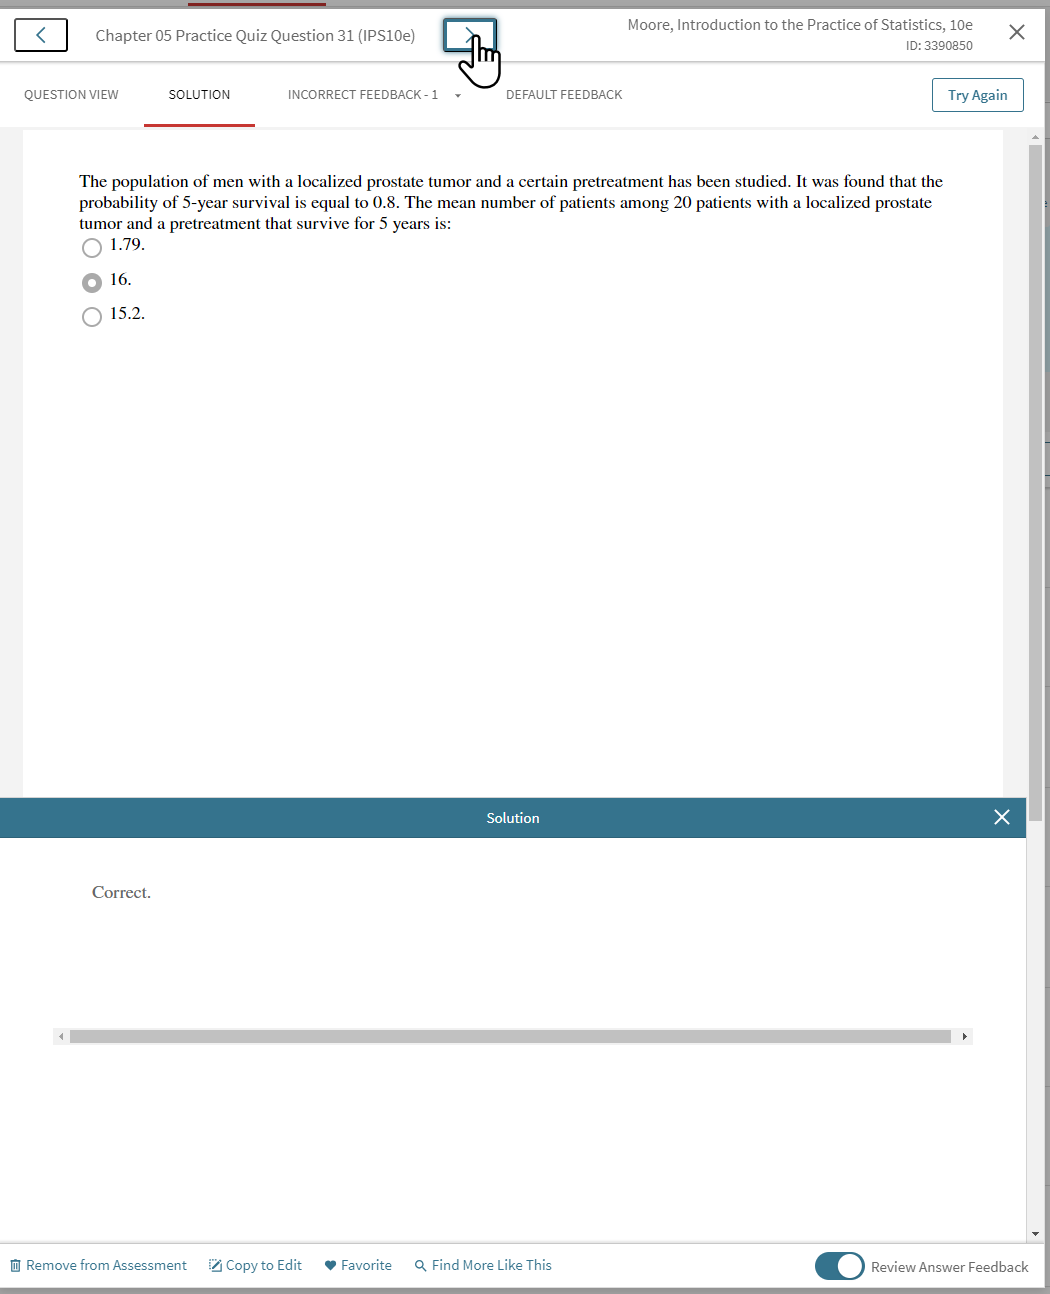 Chapter 05 Practice Quiz Question 31 (IPS10e)
Moore, Introduction to the Practice of Statistics, 10e
ID: 3390850
QUESTION VIEW
SOLUTION
INCORRECT FEEDBACK - 1
DEFAULT FEEDBACK
Try Again
The population of men with a localized prostate tumor and a certain pretreatment has been studied. It was found that the
probability of 5-year survival is equal to 0.8. The mean number of patients among 20 patients with a localized prostate
tumor and a pretreatment that survive for 5 years is:
1.79.
16.
15.2.
Solution
Correct.
Remove from Assessment
Copy to Edit
Favorite
Find More Like This
Review Answer Feedback